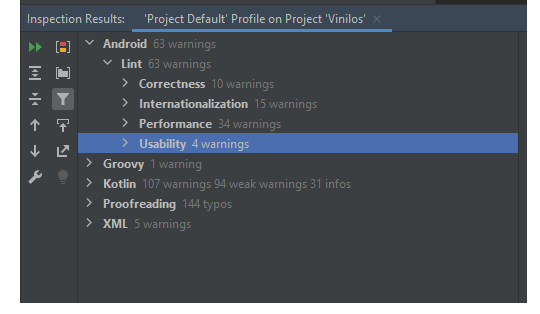 Inspection Results: 'Project Default' Profile on Project 'Vinilos'
Android 63 warnings
Lint 63 warnings
Correctness 10 warnings
Internationalization 15 warnings
Performance 34 warnings
Usability 4 warnings
Groovy 1 warning
Kotlin 107 warnings 94 weak warnings 31 infos
Proofreading 144 typos
XML 5 warnings